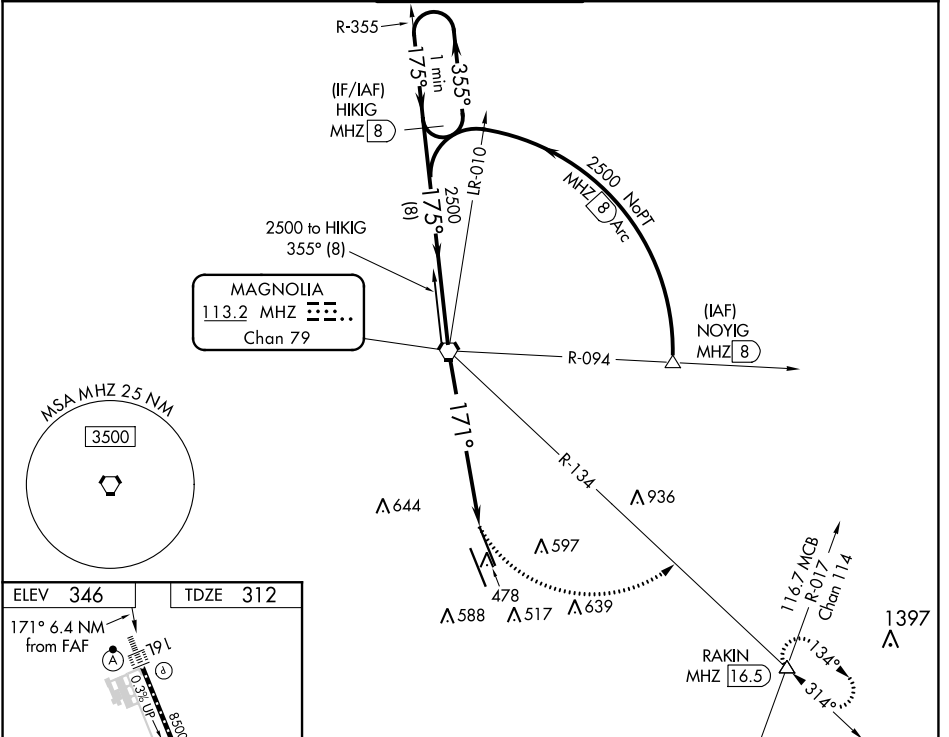 R-355
175°
1 min
355°
(IF/IAF)
HIKIG
MHZ 8
LR-010
2500 NoPT
MHZ 8 Arc
2500
175°
(8)
2500 to HIKIG
355° (8)
MAGNOLIA
113.2 MHZ
Chan 79
(IAF)
NOYIG
MHZ 8
R-094
MSA MHZ 25 NM
3500
171°
R-134
644
936
597
478
588
517
639
116.7 MCB
R-017
Chan 114
1397
RAKIN
MHZ 16.5
134°
314°
ELEV 346
TDZE 312
171° 6.4 NM
from FAF
A
16L
P
0.3% UP
8500